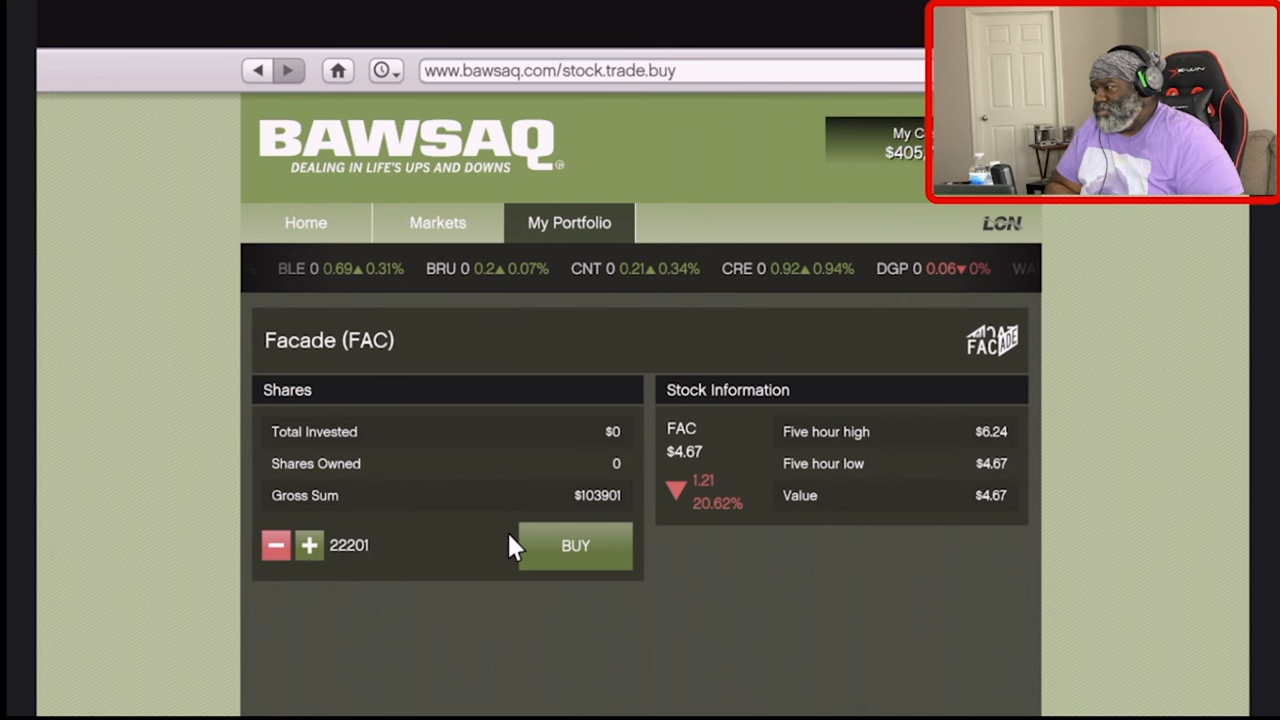 www.bawsaq.com/stock.trade.buy
BAWSAQ
DEALING IN LIFE'S UPS AND DOWNS
My
$405
Home
Markets
My Portfolio
LCN
BLE 0 0.69▲0.31% BRU 0 0.2▲0.07% CNT 0 0.21▲0.34% CRE 0 0.92▲0.94% DGP 0 0.06▼0%
Facade (FAC)
FACADE
Shares
Total Invested $0
Shares Owned 0
Gross Sum $103901
22201
BUY
Stock Information
FAC
$4.67
1.21
20.62%
Five hour high $6.24
Five hour low $4.67
Value $4.67
E-WIN